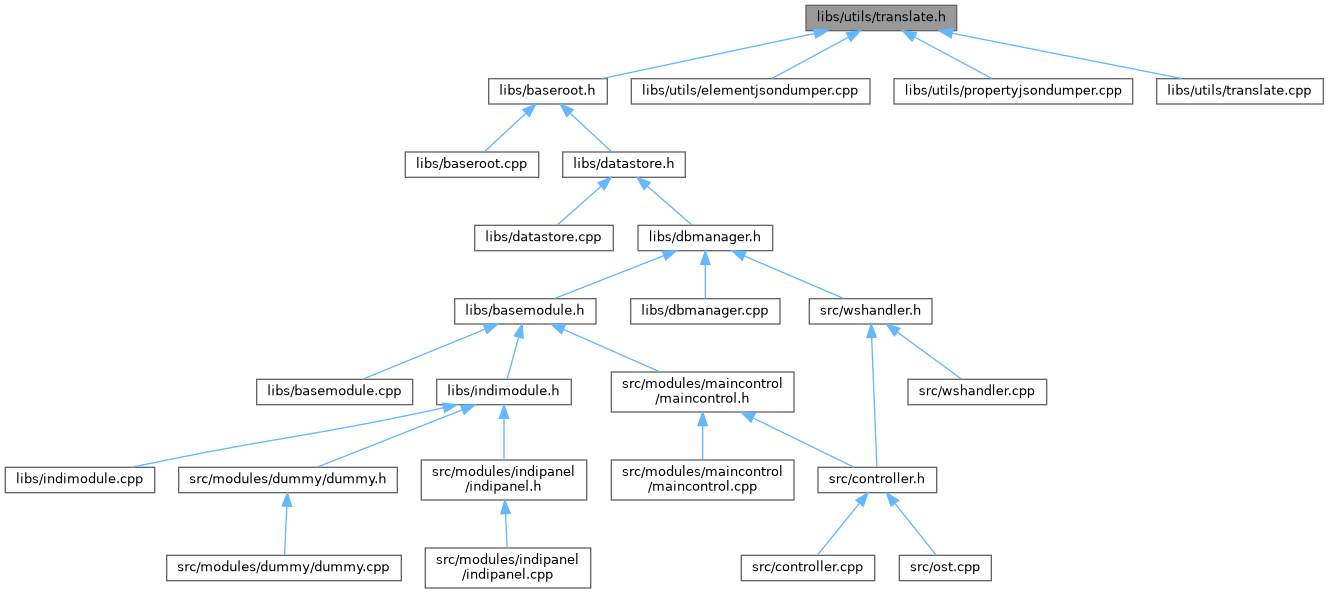 libs/utils/translate.h
libs/baseroot.h
libs/utils/elementjsondumper.cpp
libs/utils/propertyjsondumper.cpp
libs/utils/translate.cpp
libs/baseroot.cpp
libs/datastore.h
libs/datastore.cpp
libs/dbmanager.h
libs/basemodule.h
libs/dbmanager.cpp
src/wshandler.h
libs/basemodule.cpp
libs/indimodule.h
src/modules/maincontrol
/maincontrol.h
src/wshandler.cpp
libs/indimodule.cpp
src/modules/dummy/dummy.h
src/modules/indipanel
/indipanel.h
src/modules/maincontrol
/maincontrol.cpp
src/controller.h
src/modules/dummy/dummy.cpp
src/modules/indipanel
/indipanel.cpp
src/controller.cpp
src/ost.cpp